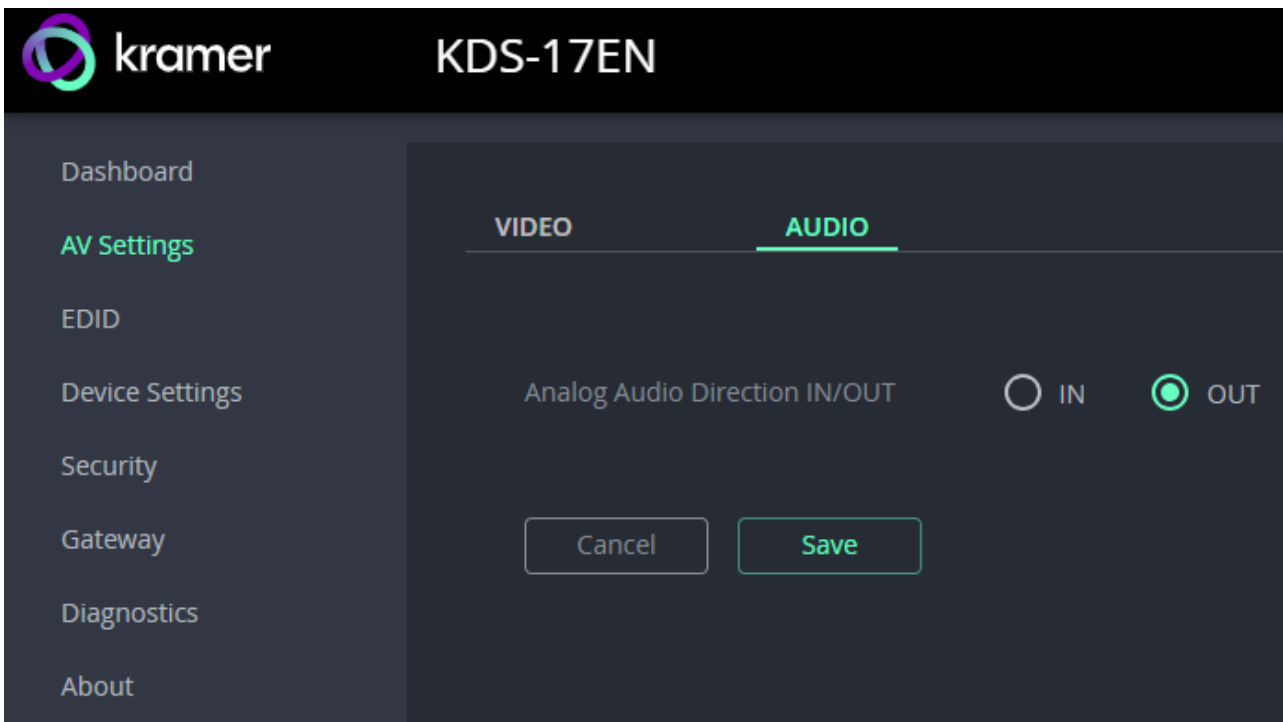 kramer
KDS-17EN
Dashboard
AV Settings
EDID
Device Settings
Security
Gateway
Diagnostics
About
VIDEO
AUDIO
Analog Audio Direction IN/OUT
IN
OUT
Cancel
Save